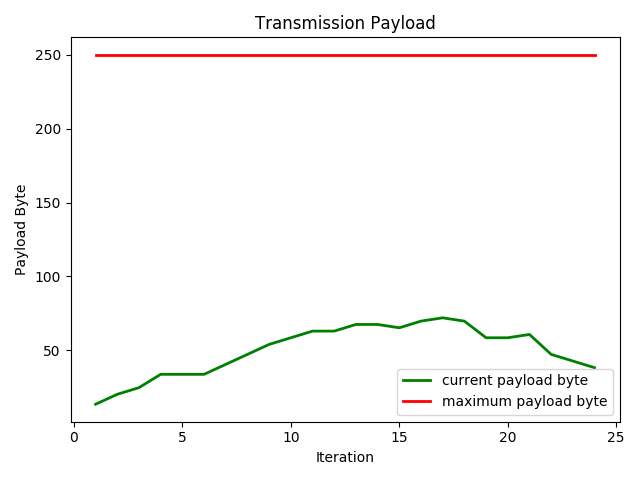 Transmission Payload
Payload Byte
250
200
150
100
50
0
5
10
15
20
25
Iteration
current payload byte
maximum payload byte